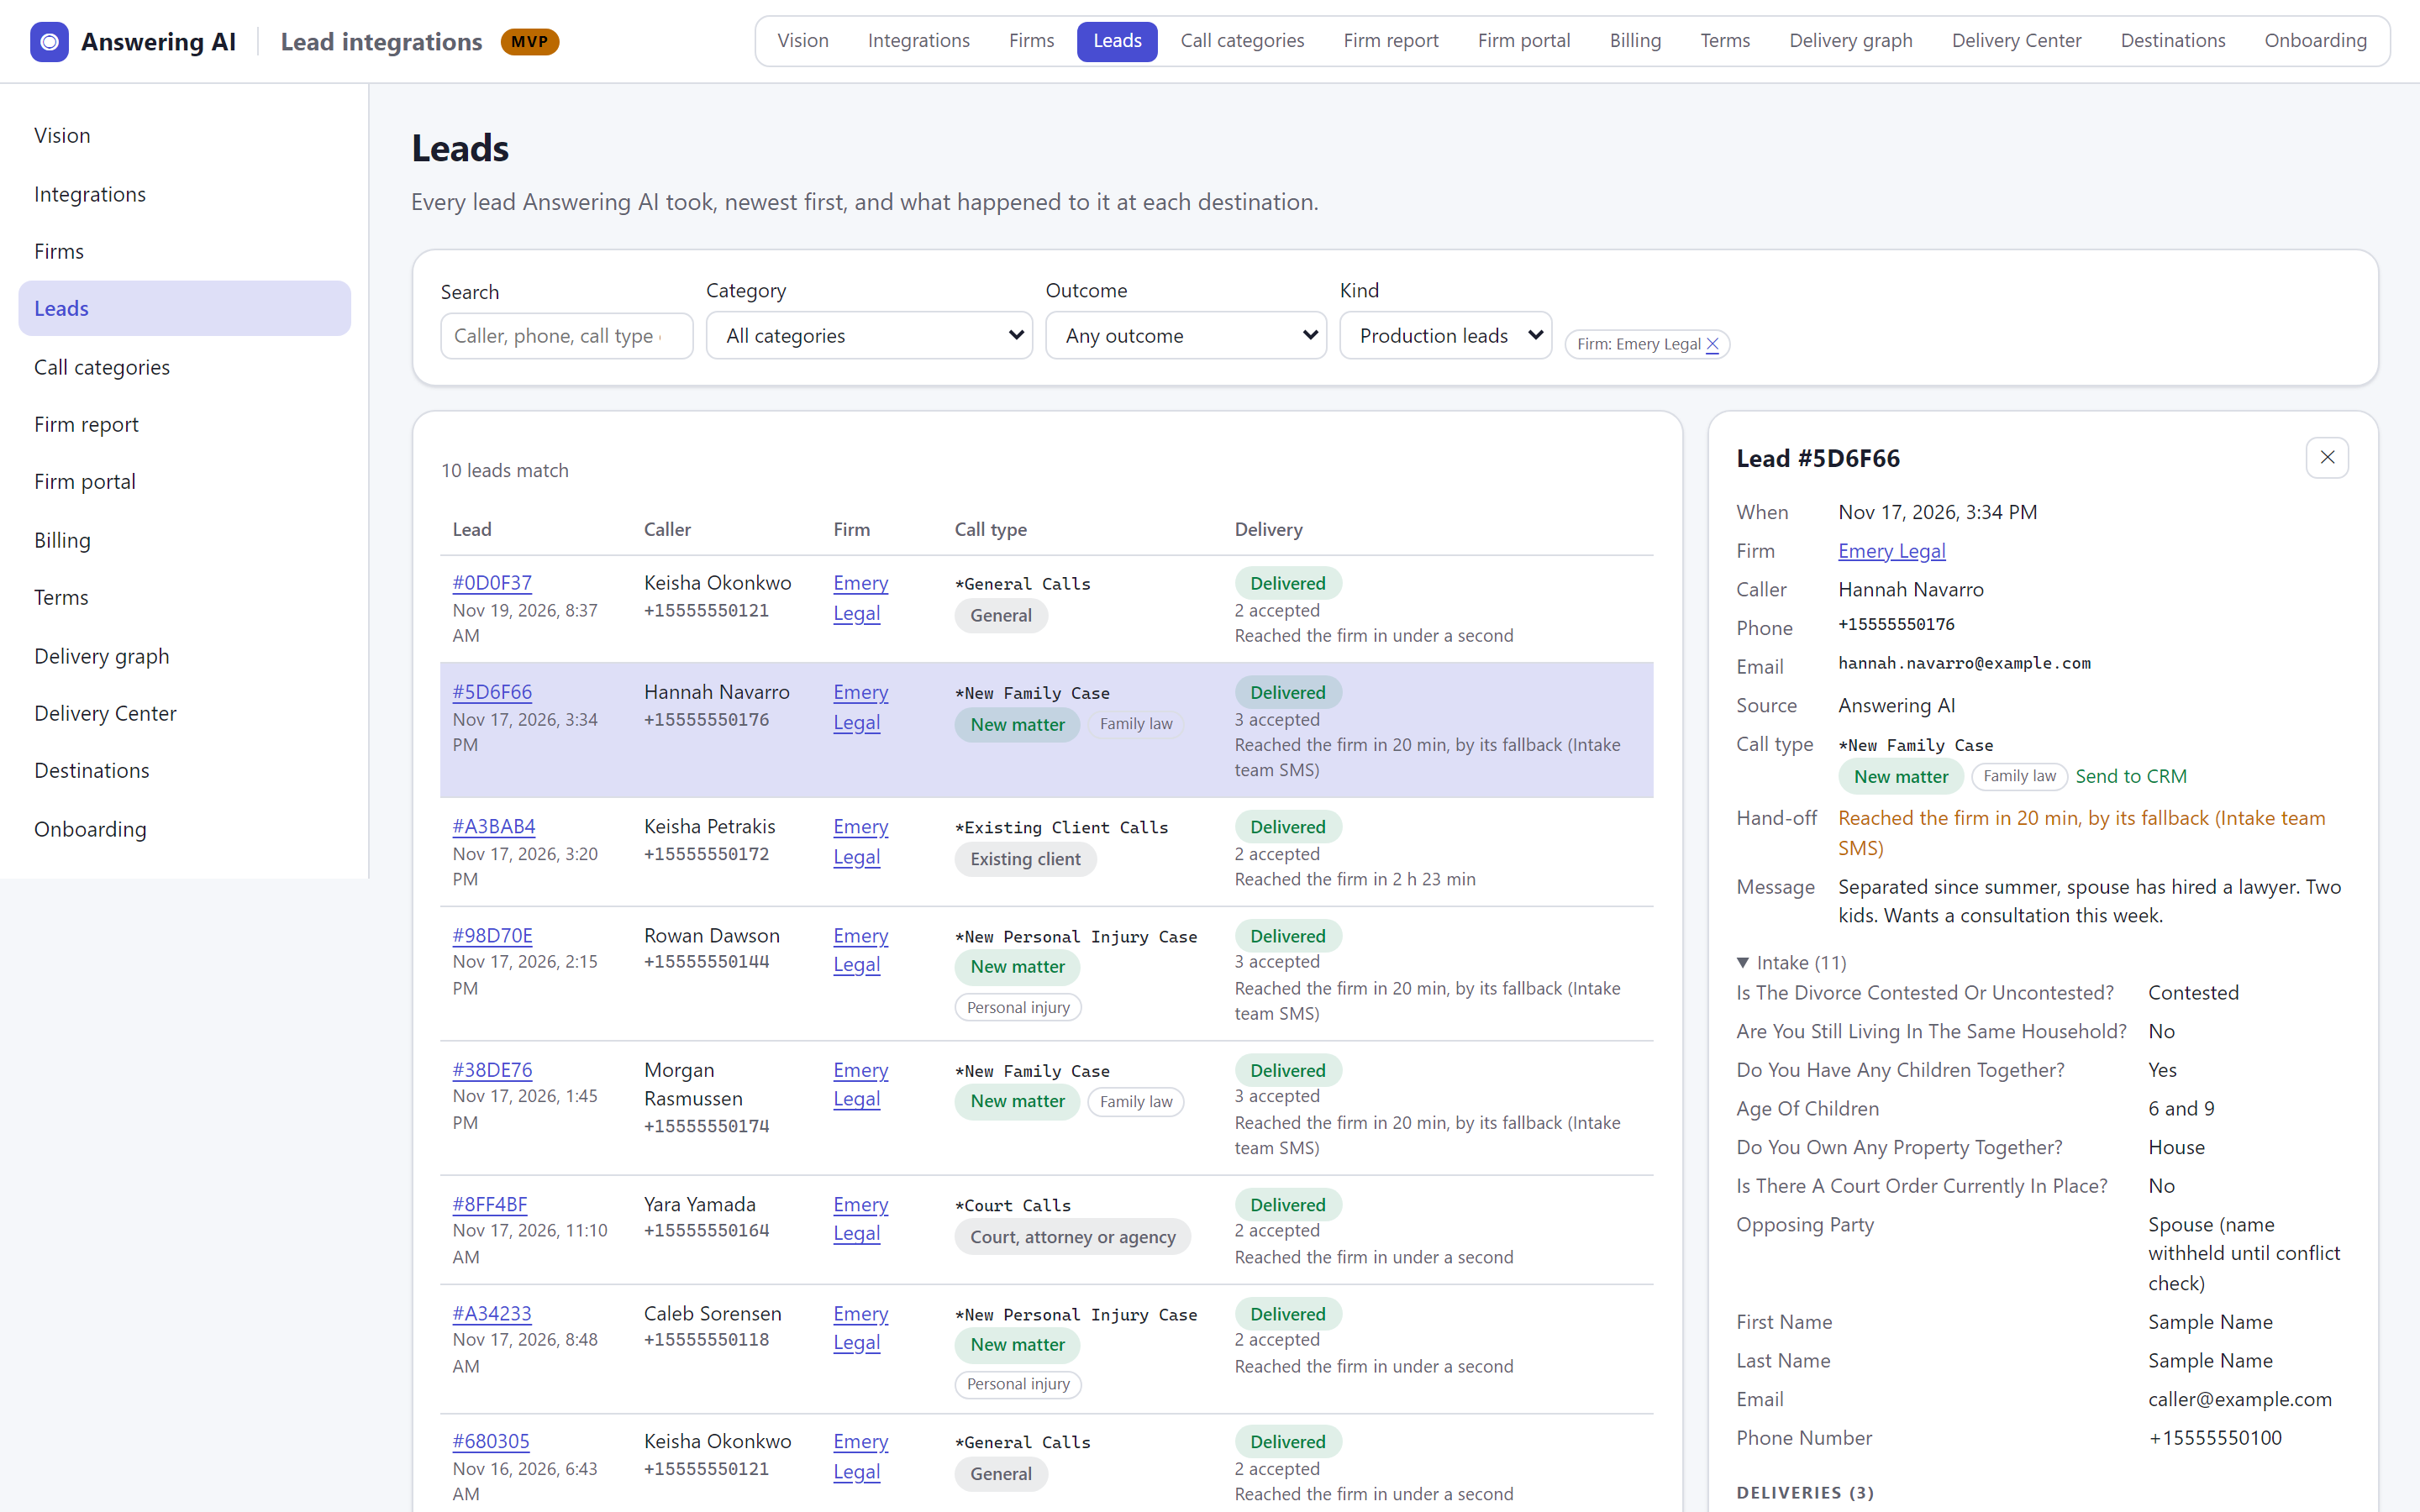 Answering AI
Lead integrations
MVP
Vision
Integrations
Firms
Leads
Call categories
Firm report
Firm portal
Billing
Terms
Delivery graph
Delivery Center
Destinations
Onboarding
Vision
Integrations
Firms
Leads
Call categories
Firm report
Firm portal
Billing
Terms
Delivery graph
Delivery Center
Destinations
Onboarding
Leads
Every lead Answering AI took, newest first, and what happened to it at each destination.
Search
Caller, phone, call type
Category
All categories
Outcome
Any outcome
Kind
Production leads
Firm: Emery Legal
10 leads match
Lead
Caller
Firm
Call type
Delivery
#0D0F37
Nov 19, 2026, 8:37
AM
Keisha Okonkwo
+15555550121
Emery
Legal
*General Calls
General
Delivered
2 accepted
Reached the firm in under a second
#5D6F66
Nov 17, 2026, 3:34
PM
Hannah Navarro
+15555550176
Emery
Legal
*New Family Case
New matter
Family law
Delivered
3 accepted
Reached the firm in 20 min, by its fallback (Intake
team SMS)
#A3BAB4
Nov 17, 2026, 3:20
PM
Keisha Petrakis
+15555550172
Emery
Legal
*Existing Client Calls
Existing client
Delivered
2 accepted
Reached the firm in 2 h 23 min
#98D70E
Nov 17, 2026, 2:15
PM
Rowan Dawson
+15555550144
Emery
Legal
*New Personal Injury Case
New matter
Personal injury
Delivered
3 accepted
Reached the firm in 20 min, by its fallback (Intake
team SMS)
#38DE76
Nov 17, 2026, 1:45
PM
Morgan
Rasmussen
+15555550174
Emery
Legal
*New Family Case
New matter
Family law
Delivered
3 accepted
Reached the firm in 20 min, by its fallback (Intake
team SMS)
#8FF4BF
Nov 17, 2026, 11:10
AM
Yara Yamada
+15555550164
Emery
Legal
*Court Calls
Court, attorney or agency
Delivered
2 accepted
Reached the firm in under a second
#A34233
Nov 17, 2026, 8:48
AM
Caleb Sorensen
+15555550118
Emery
Legal
*New Personal Injury Case
New matter
Personal injury
Delivered
2 accepted
Reached the firm in under a second
#680305
Nov 16, 2026, 6:43
AM
Keisha Okonkwo
+15555550121
Emery
Legal
*General Calls
General
Delivered
2 accepted
Reached the firm in under a second
Lead #5D6F66
When
Nov 17, 2026, 3:34 PM
Firm
Emery Legal
Caller
Hannah Navarro
Phone
+15555550176
Email
hannah.navarro@example.com
Source
Answering AI
Call type
*New Family Case
New matter
Family law
Send to CRM
Hand-off
Reached the firm in 20 min, by its fallback (Intake team
SMS)
Message
Separated since summer, spouse has hired a lawyer. Two
kids. Wants a consultation this week.
Intake (11)
Is The Divorce Contested Or Uncontested?
Contested
Are You Still Living In The Same Household?
No
Do You Have Any Children Together?
Yes
Age Of Children
6 and 9
Do You Own Any Property Together?
House
Is There A Court Order Currently In Place?
No
Opposing Party
Spouse (name
withheld until conflict
check)
First Name
Sample Name
Last Name
Sample Name
Email
caller@example.com
Phone Number
+15555550100
DELIVERIES (3)